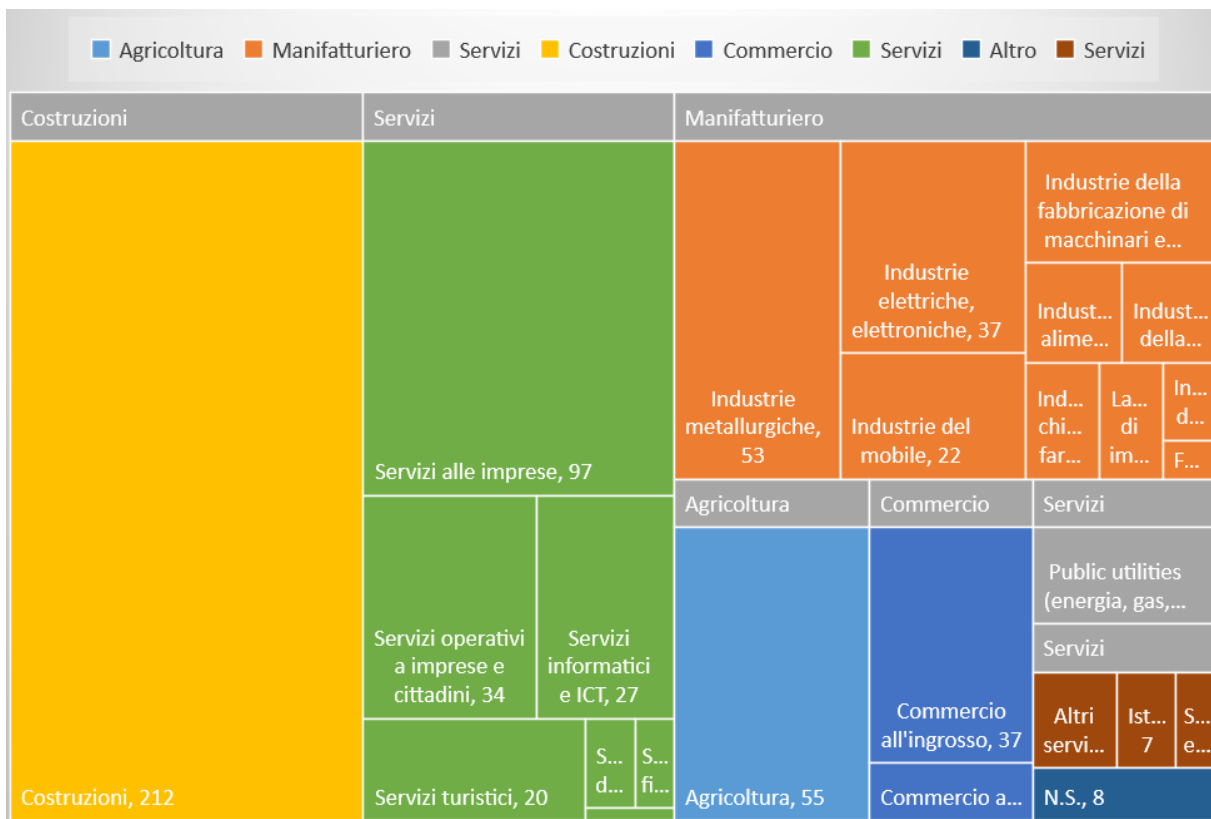 Agricoltura Manifatturiero Servizi Costruzioni Commercio Servizi Altro Servizi
Costruzioni
Costruzioni, 212
Servizi
Servizi alle imprese, 97
Servizi operativi
a imprese e
cittadini, 34
Servizi
informatici
e ICT, 27
Servizi turistici, 20
S...
d...
S...
fi...
Manifatturiero
Industrie
metallurgiche,
53
Industrie
elettriche,
elettroniche, 37
Industrie del
mobile, 22
Industrie della
fabbricazione di
macchinari e...
Indust...
alime...
Indust...
della...
Ind...
chi...
far...
La...
di
im...
In...
d...
F...
Agricoltura
Agricoltura, 55
Commercio
Commercio
all'ingrosso, 37
Commercio a...
Servizi
Public utilities
(energia, gas,...
Servizi
Altri
servi...
Ist...
7
S...
e...
N.S., 8